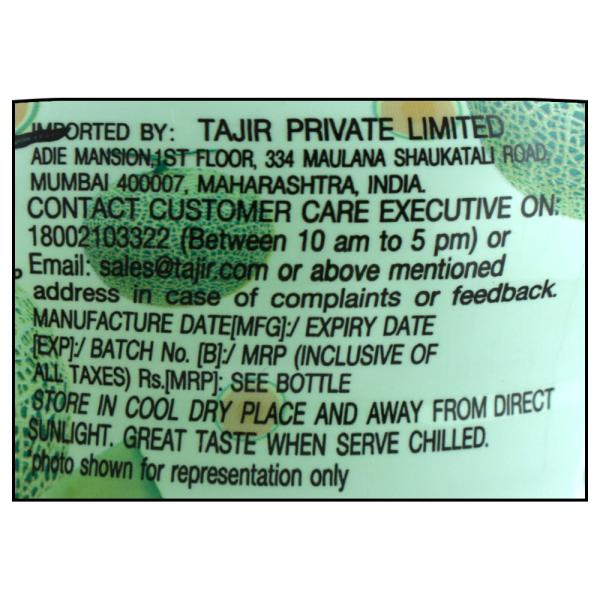 IMPORTED BY: TAJIR PRIVATE LIMITED
ADIE MANSION,1ST FLOOR, 334 MAULANA SHAUKATALI ROAD,
MUMBAI 400007, MAHARASHTRA, INDIA.
CONTACT CUSTOMER CARE EXECUTIVE ON:
18002103322 (Between 10 am to 5 pm) or
Email: sales@tajir.com or above mentioned
address in case of complaints or feedback.
MANUFACTURE DATE[MFG]:/ EXPIRY DATE
[EXP]:/ BATCH No. [B]:/ MRP (INCLUSIVE OF
ALL TAXES) Rs.[MRP]: SEE BOTTLE
STORE IN COOL DRY PLACE AND AWAY FROM DIRECT
SUNLIGHT. GREAT TASTE WHEN SERVE CHILLED.
*photo shown for representation only